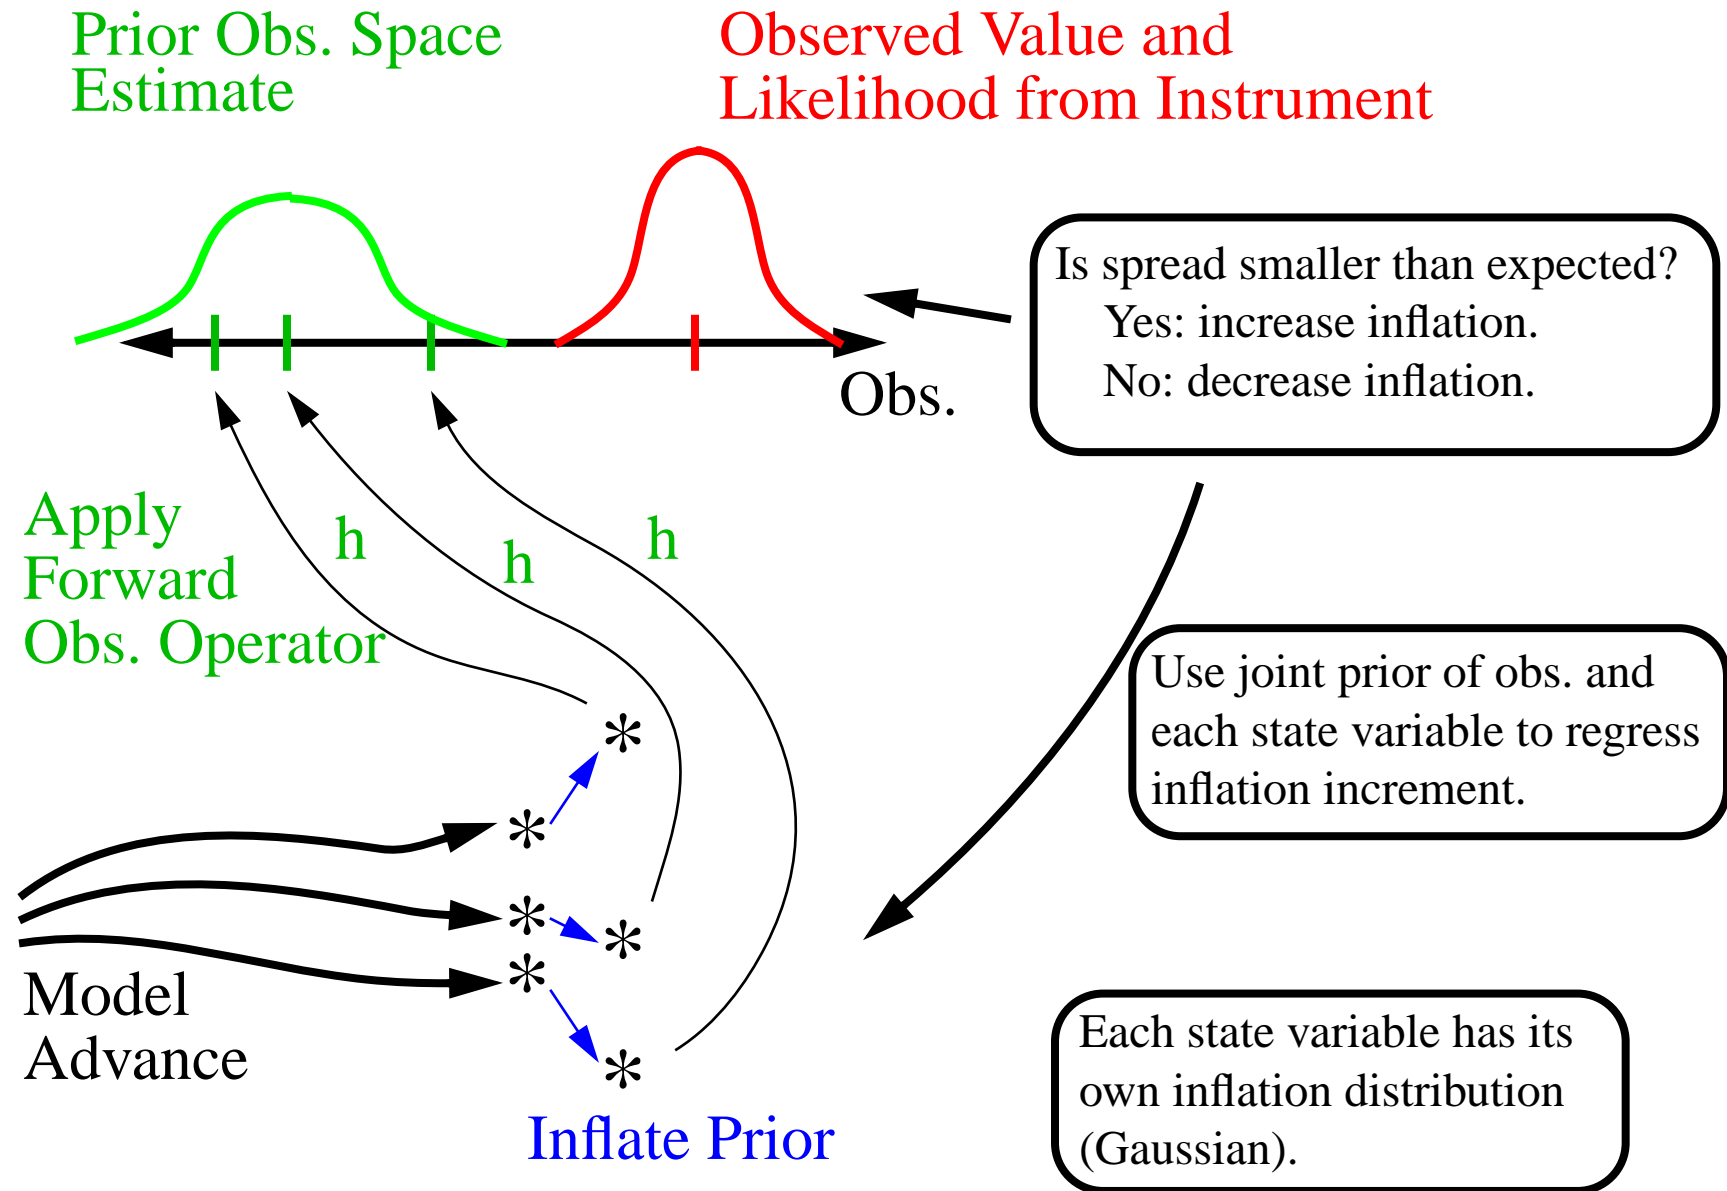 Prior Obs. Space
Estimate
Observed Value and
Likelihood from Instrument
Is spread smaller than expected?
Yes: increase inflation.
No: decrease inflation.
Obs.
Apply
Forward
Obs. Operator
h
h
h
Use joint prior of obs. and
each state variable to regress
inflation increment.
*
*
*
*
*
*
Model
Advance
Inflate Prior
Each state variable has its
own inflation distribution
(Gaussian).